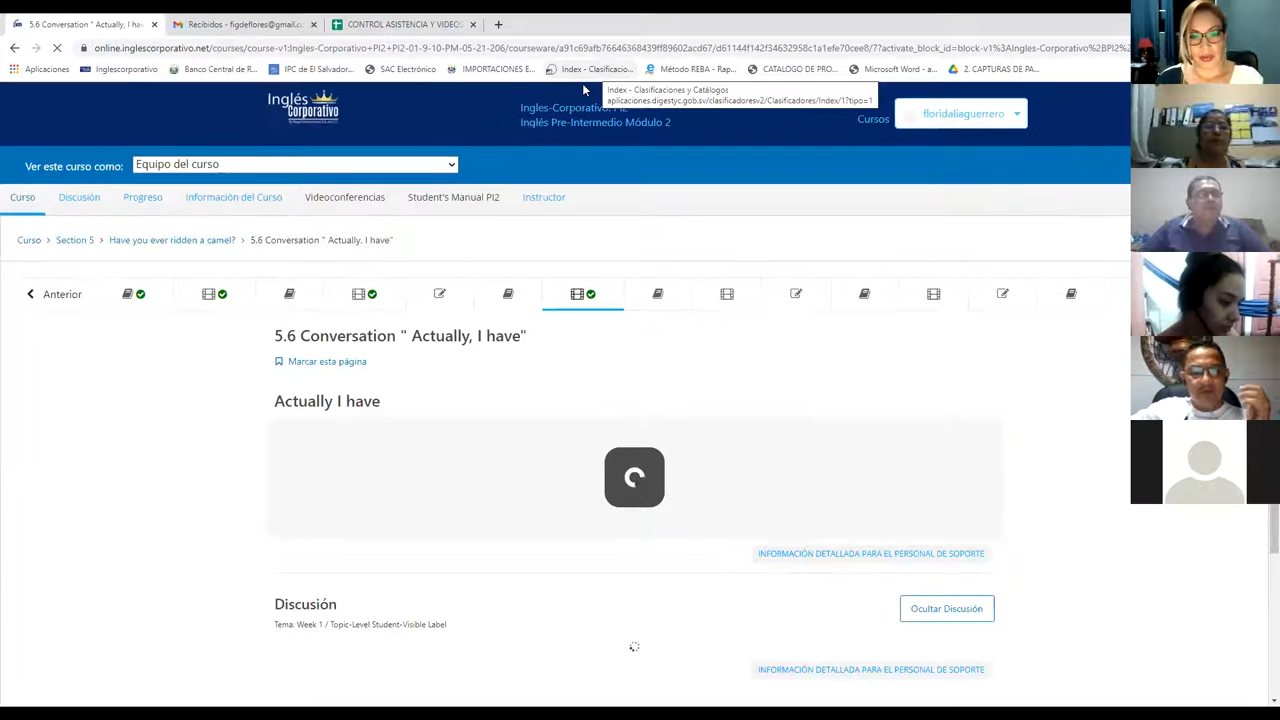 5.6 Conversation " Actually, I hav
Recibidos - figdeflores@gmail.c
CONTROL ASISTENCIA Y VIDEOS
online.inglescorporativo.net/courses/course-v1:Ingles-Corporativo+PI2+PI2-01-9-10-PM-05-21-206/courseware/a91c69afb76646368439ff89602acd67/d61144f142f34632958c1a1efe70cee8/7?activate_block_id=block-v1%3AIngles-Corporativo%2BPI2%
Aplicaciones
Inglescorporativo
Banco Central de R...
IPC de El Salvador...
SAC Electrónico
IMPORTACIONES E...
Index - Clasificacio...
Método REBA - Rap...
CATALOGO DE PRO...
Microsoft Word - a...
2. CAPTURAS DE PA...
Index - Clasificaciones y Catálogos
aplicaciones.digestyc.gob.sv/clasificadoresv2/Clasificadores/Index/1?tipo=1
Inglés corporativo
Ingles-Corporativo: PI2
Inglés Pre-Intermedio Módulo 2
Cursos
floridaliaguerrero
Ver este curso como:
Equipo del curso
Curso
Discusión
Progreso
Información del Curso
Videoconferencias
Student's Manual PI2
Instructor
Curso > Section 5 > Have you ever ridden a camel? > 5.6 Conversation " Actually, I have"
Anterior
5.6 Conversation " Actually, I have"
Marcar esta página
Actually I have
INFORMACIÓN DETALLADA PARA EL PERSONAL DE SOPORTE
Discusión
Ocultar Discusión
Tema: Week 1 / Topic-Level Student-Visible Label
INFORMACIÓN DETALLADA PARA EL PERSONAL DE SOPORTE